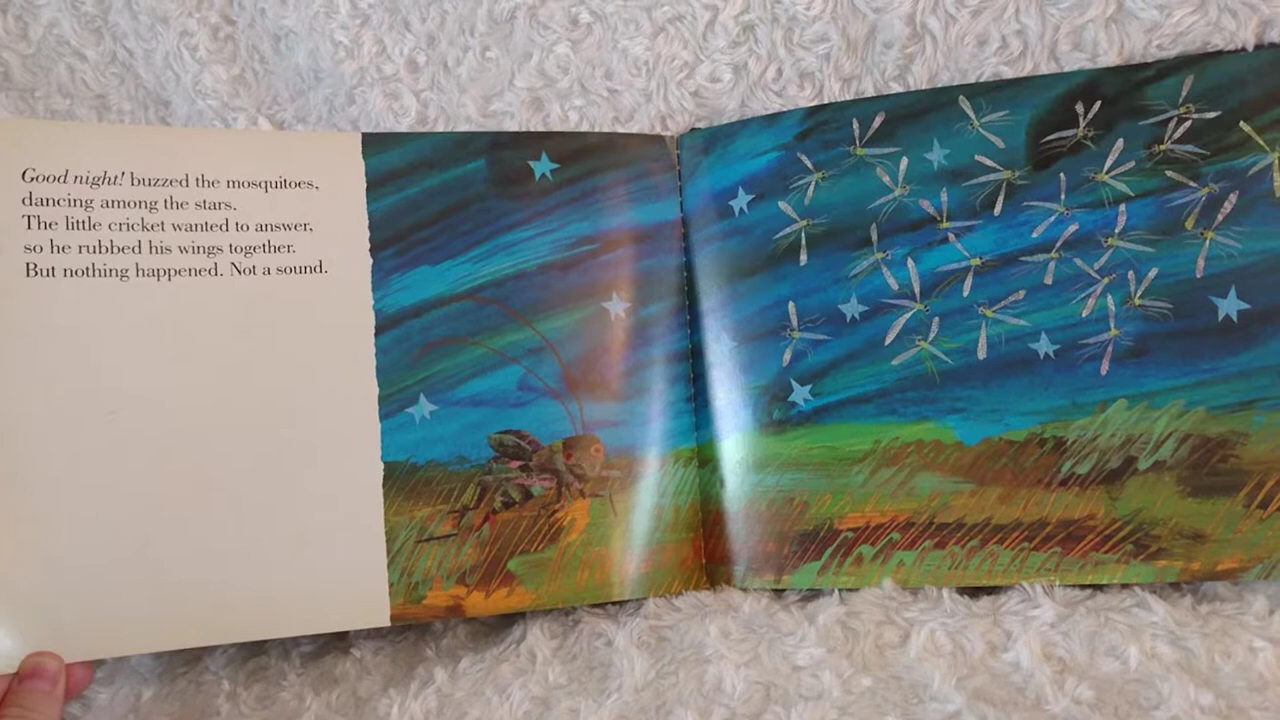 Good night! buzzed the mosquitoes,
dancing among the stars.
The little cricket wanted to answer,
so he rubbed his wings together.
But nothing happened. Not a sound.